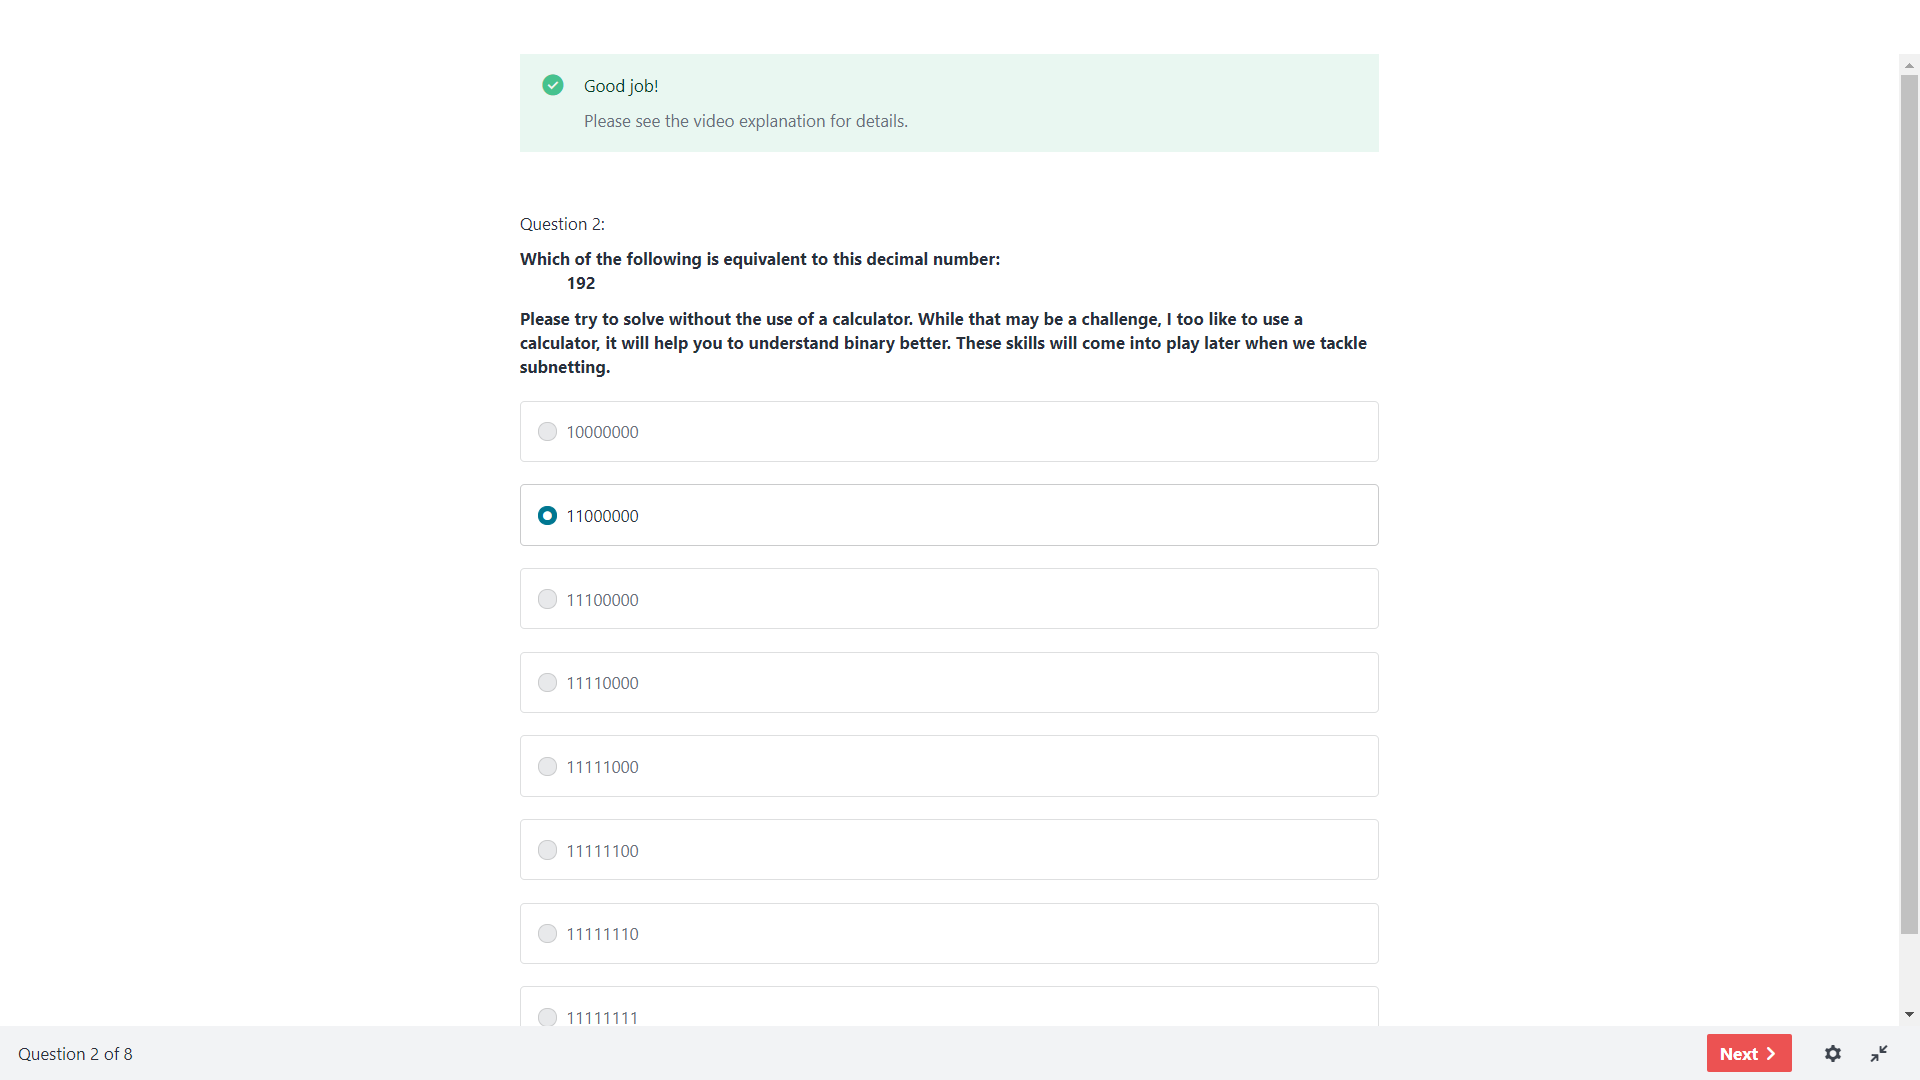 Good job!
Please see the video explanation for details.
Question 2:
Which of the following is equivalent to this decimal number:
192
Please try to solve without the use of a calculator. While that may be a challenge, I too like to use a
calculator, it will help you to understand binary better. These skills will come into play later when we tackle
subnetting.
10000000
11000000
11100000
11110000
11111000
11111100
11111110
11111111
Question 2 of 8
Next